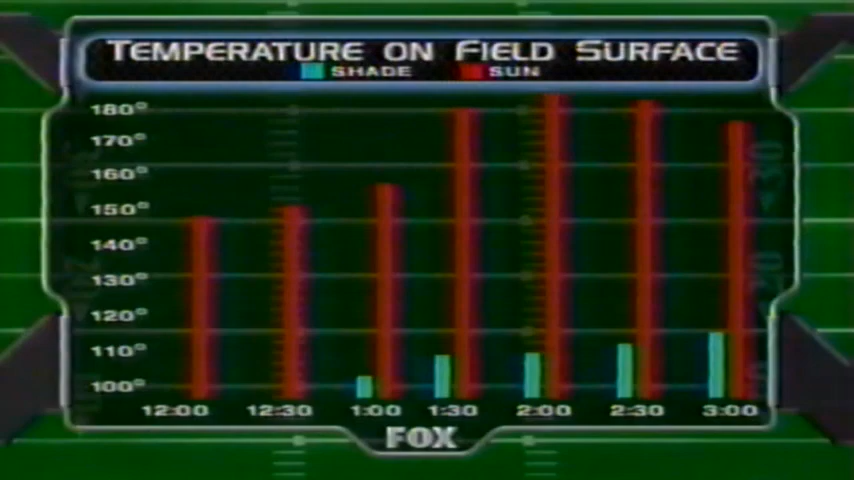 TEMPERATURE ON FIELD SURFACE
SHADE SUN
180°
170°
160°
150°
140°
130°
120°
110°
100°
12:00 12:30 1:00 1:30 2:00 2:30 3:00
FOX